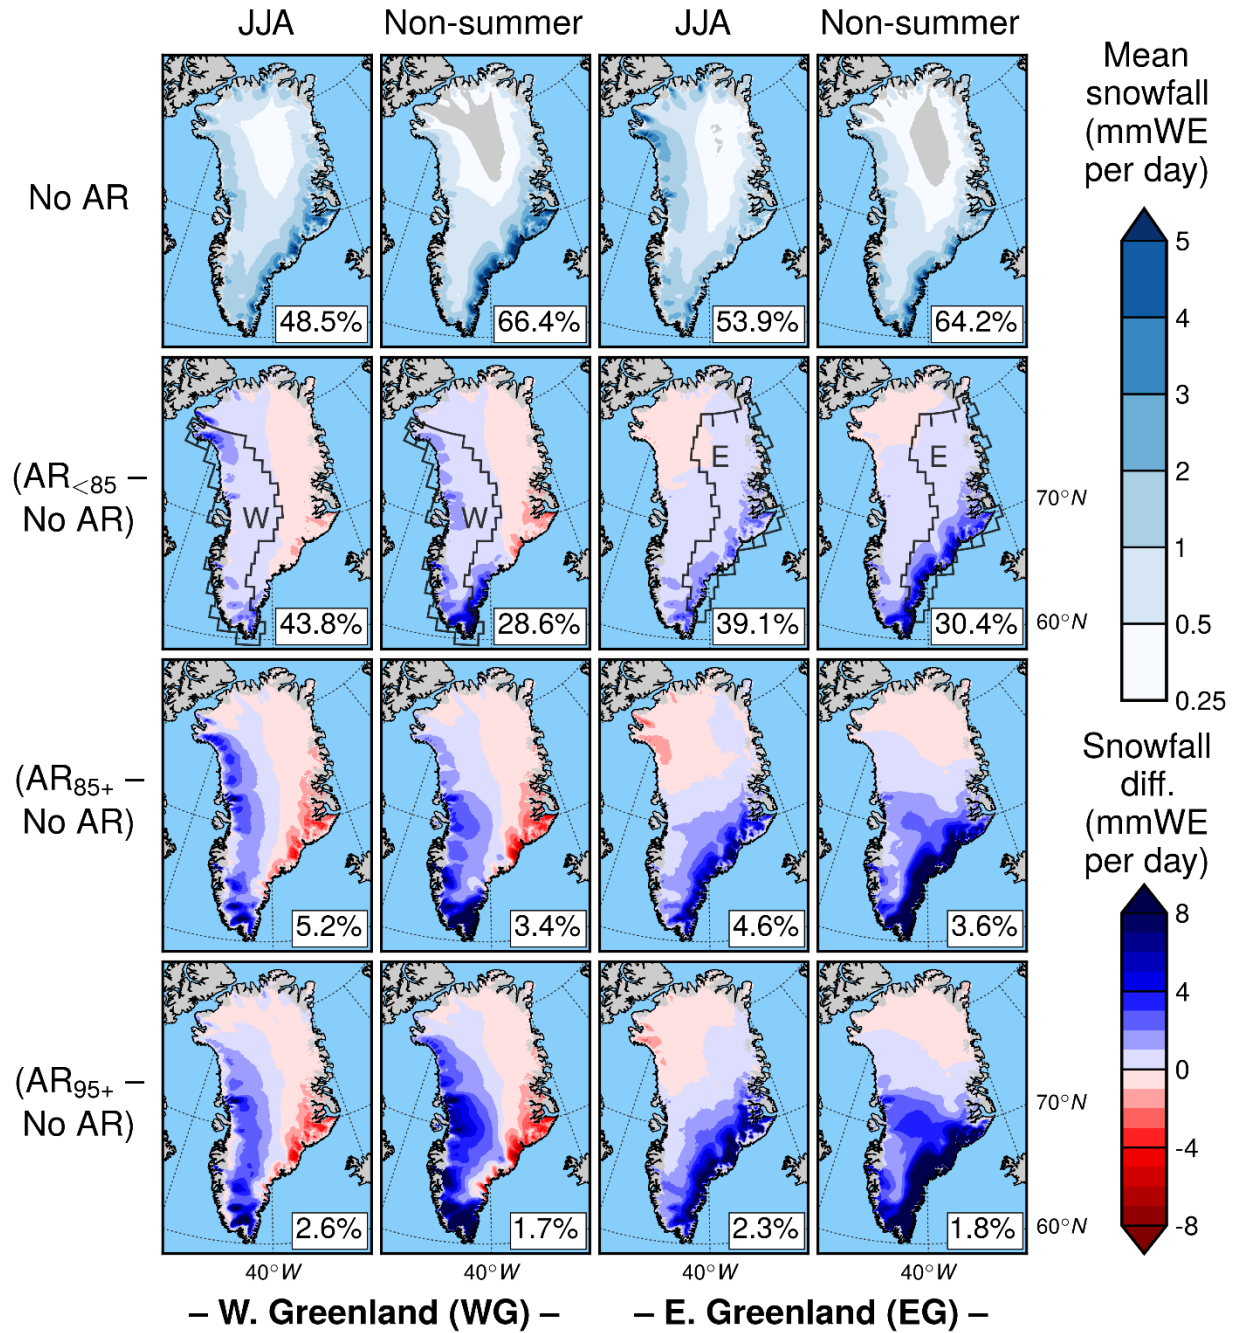 JJA Non-summer JJA Non-summer
Mean
snowfall
(mmWE
per day)
No AR
48.5% 66.4% 53.9% 64.2%
5
4
3
2
1
0.5
0.25
(AR<85 –
No AR)
W W E E
70°N
60°N
43.8% 28.6% 39.1% 30.4%
(AR85+ –
No AR)
5.2% 3.4% 4.6% 3.6%
Snowfall
diff.
(mmWE
per day)
8
4
0
-4
-8
(AR95+ –
No AR)
70°N
60°N
2.6% 1.7% 2.3% 1.8%
40°W 40°W 40°W 40°W
– W. Greenland (WG) – – E. Greenland (EG) –